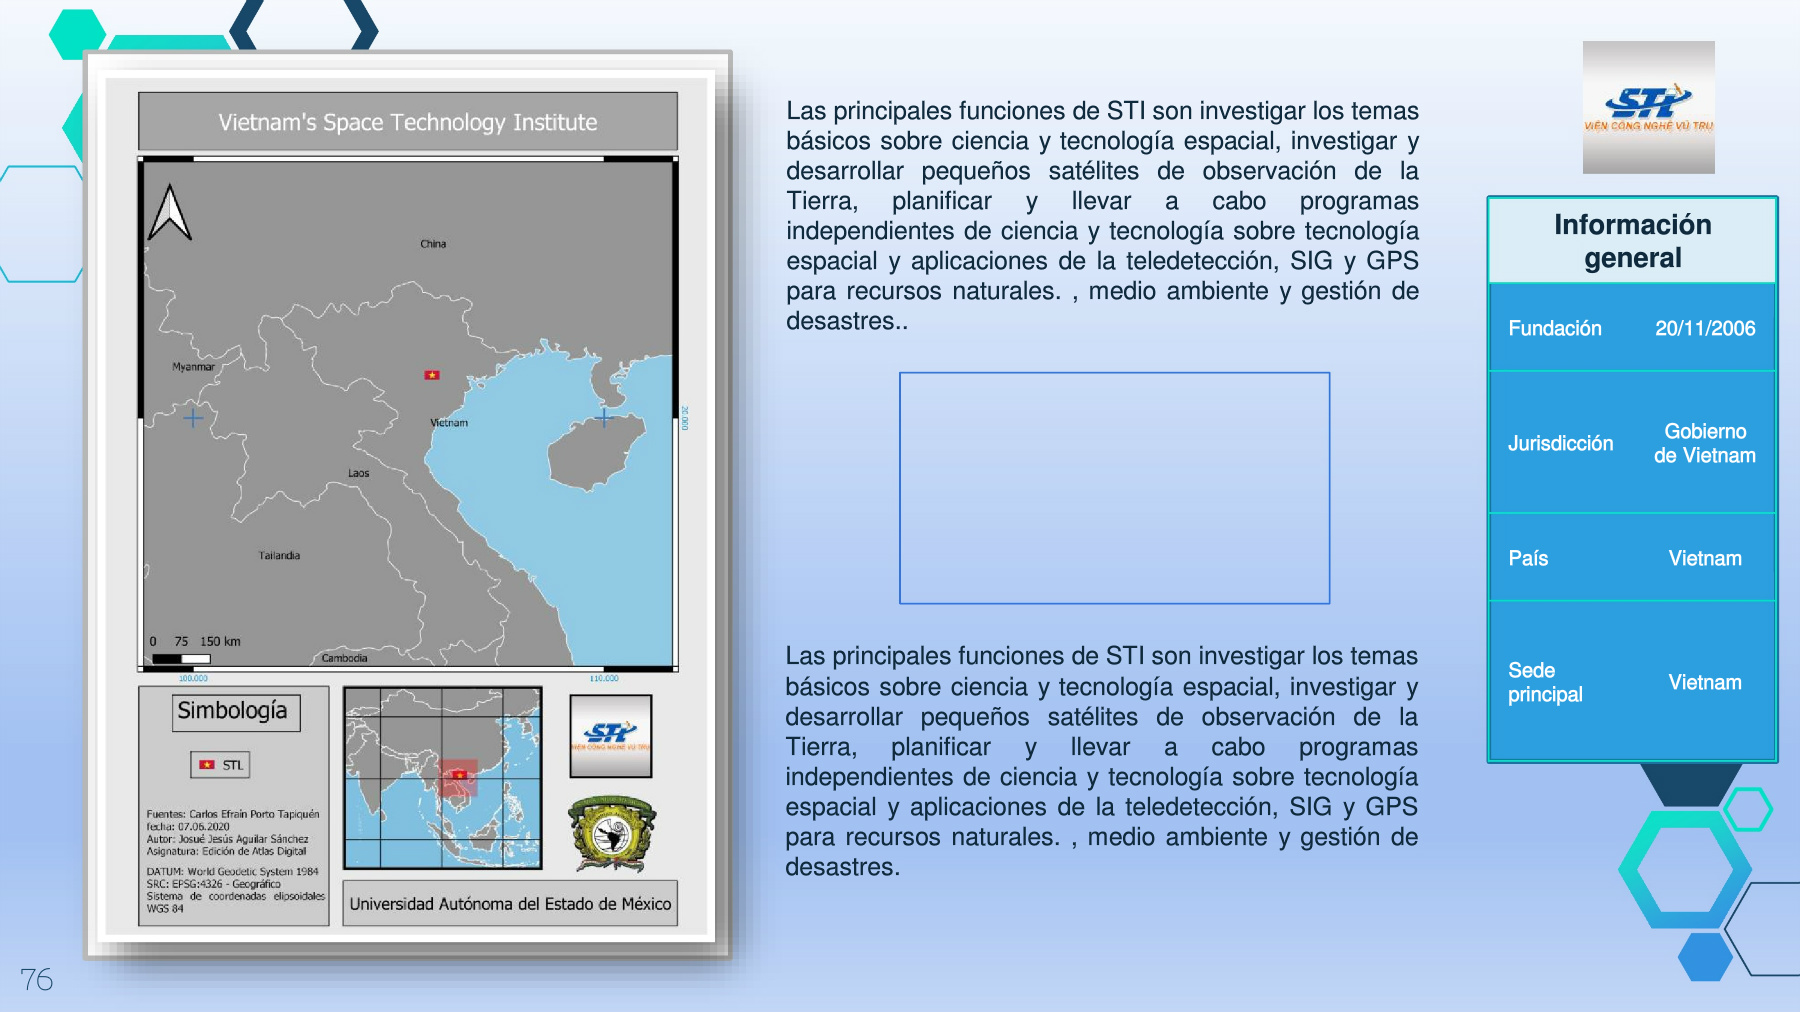 Vietnam's Space Technology Institute
China
Myanmar
Vietnam
Laos
Tailandia
Cambodia
0 75 150 km
20.000
100.000
110.000
Simbología
STI
Fuentes: Carlos Efraín Porto Tapiquén
fecha: 07.06.2020
Autor: Josué Jesús Aguilar Sánchez
Asignatura: Edición de Atlas Digital
DATUM: World Geodetic System 1984
SRC: EPSG:4326 - Geográfico
Sistema de coordenadas elipsoidales
WGS 84
STI
VIỆN CÔNG NGHỆ VŨ TRỤ
Universidad Autónoma del Estado de México
Las principales funciones de STI son investigar los temas
básicos sobre ciencia y tecnología espacial, investigar y
desarrollar pequeños satélites de observación de la
Tierra, planificar y llevar a cabo programas
independientes de ciencia y tecnología sobre tecnología
espacial y aplicaciones de la teledetección, SIG y GPS
para recursos naturales. , medio ambiente y gestión de
desastres..
Las principales funciones de STI son investigar los temas
básicos sobre ciencia y tecnología espacial, investigar y
desarrollar pequeños satélites de observación de la
Tierra, planificar y llevar a cabo programas
independientes de ciencia y tecnología sobre tecnología
espacial y aplicaciones de la teledetección, SIG y GPS
para recursos naturales. , medio ambiente y gestión de
desastres.
STI
VIỆN CÔNG NGHỆ VŨ TRỤ
Información
general
Fundación 20/11/2006
Jurisdicción Gobierno
de Vietnam
País Vietnam
Sede
principal Vietnam
76